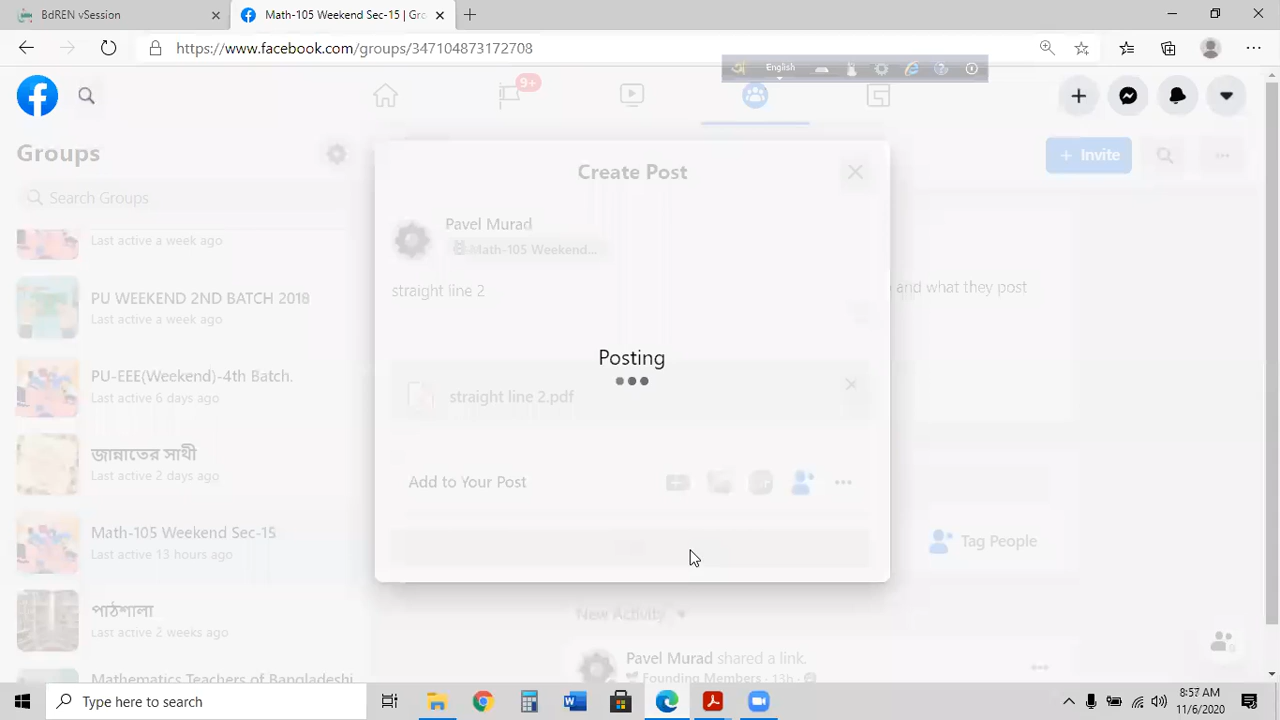 BdREN vSession
Math-105 Weekend Sec-15 | Gro
https://www.facebook.com/groups/347104873172708
English
9+
Groups
+ Invite
Search Groups
Last active a week ago
PU WEEKEND 2ND BATCH 2018
Last active a week ago
PU-EEE(Weekend)-4th Batch.
Last active 6 days ago
জান্নাতের সাথী
Last active 2 days ago
Math-105 Weekend Sec-15
Last active 13 hours ago
পাঠশালা
Last active 2 weeks ago
Mathematics Teachers of Bangladesh
Create Post
Pavel Murad
Math-105 Weekend...
straight line 2
and what they post
Posting
straight line 2.pdf
Add to Your Post
Tag People
New Activity
Pavel Murad shared a link.
Founding Members · 13h ·
Type here to search
8:57 AM
11/6/2020